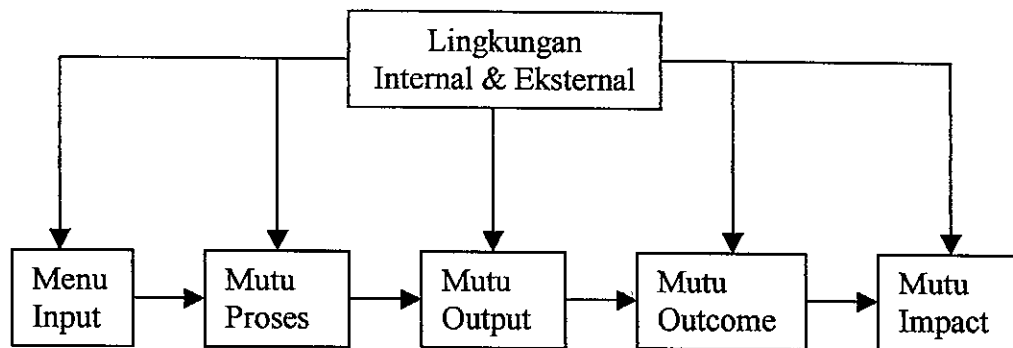 Lingkungan
Internal & Eksternal
Menu
Input
Mutu
Proses
Mutu
Output
Mutu
Outcome
Mutu
Impact